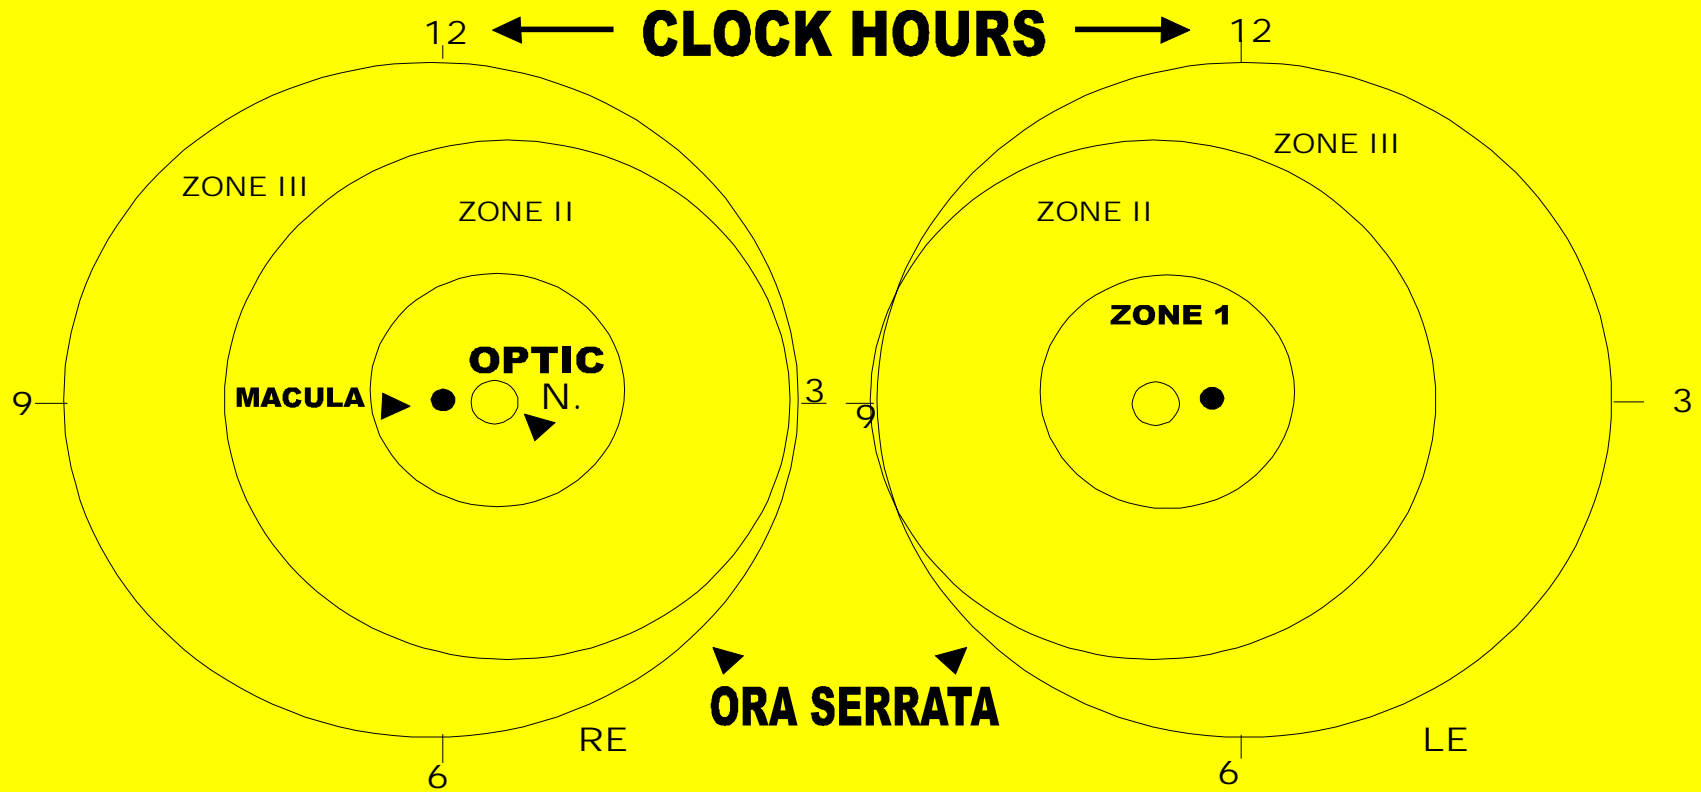 12 CLOCK HOURS 12
ZONE III
ZONE III
ZONE II
ZONE II
ZONE 1
OPTIC
N.
MACULA
9
3
9
3
ORA SERRATA
RE
LE
6
6